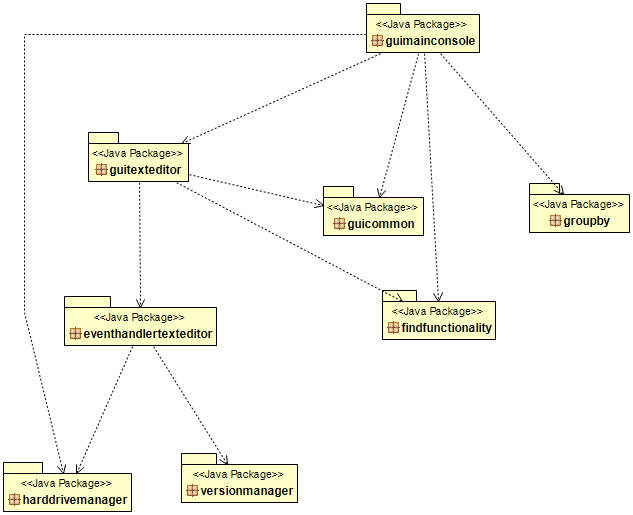 <<Java Package>>
guimainconsole
<<Java Package>>
guitexteditor
<<Java Package>>
guicommon
<<Java Package>>
groupby
<<Java Package>>
eventhandlertexteditor
<<Java Package>>
findfunctionality
<<Java Package>>
harddrivemanager
<<Java Package>>
versionmanager